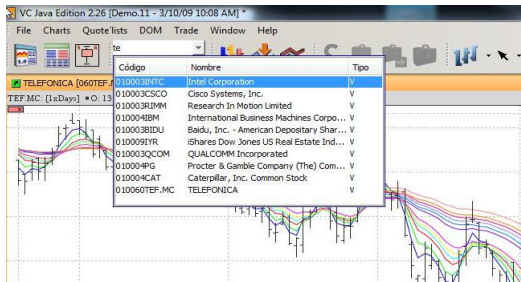 VC Java Edition 2.26 [Demo.11 - 3/10/09 10:08 AM] *
File Charts Quote'lists DOM Trade Window Help
te
TELEFONICA [060TEF.
TEF.MC: [1xDays] ■O: 13
Código Nombre Tipo
010003INTC Intel Corporation V
010003CSCO Cisco Systems, Inc. V
010003RIMM Research In Motion Limited V
010004IBM International Business Machines Corpo... V
010003BIDU Baidu, Inc. - American Depositary Shar... V
010009IYR iShares Dow Jones US Real Estate Ind... V
010003QCOM QUALCOMM Incorporated V
010004PG Procter & Gamble Company (The) Com... V
010004CAT Caterpillar, Inc. Common Stock V
010060TEF.MC TELEFONICA V